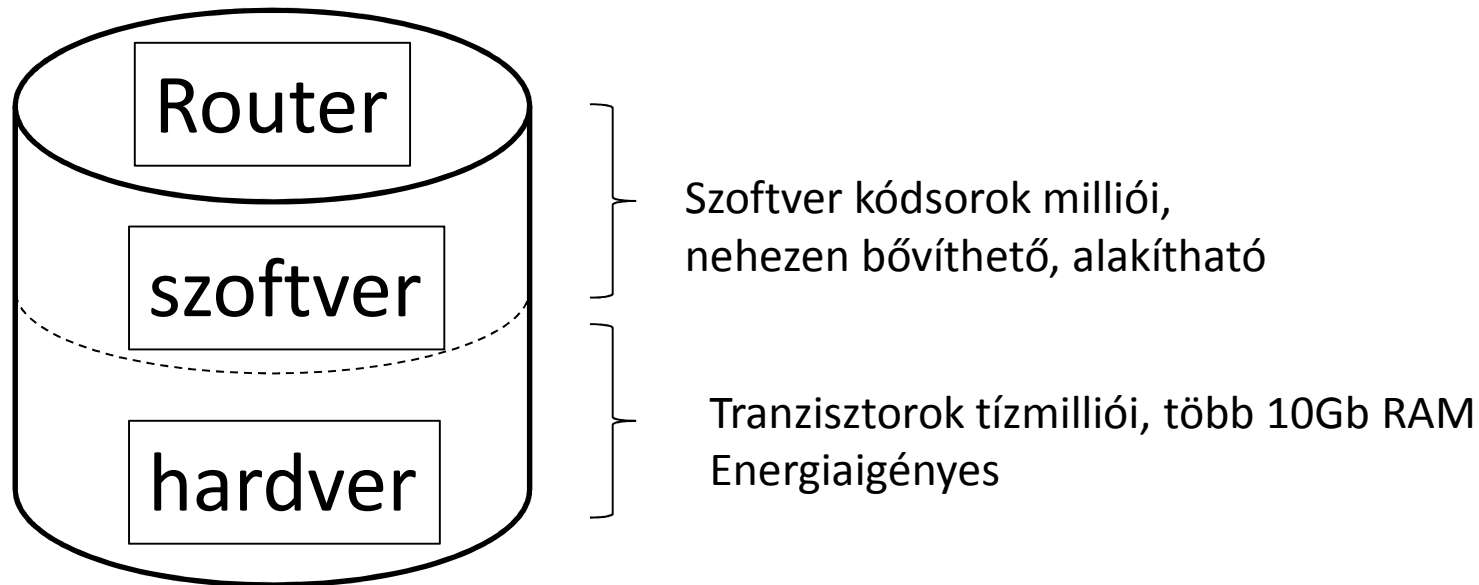 Router
szoftver
hardver
Szoftver kódsorok milliói,
nehezen bővíthető, alakítható
Tranzisztorok tízmilliói, több 10Gb RAM
Energiaigényes